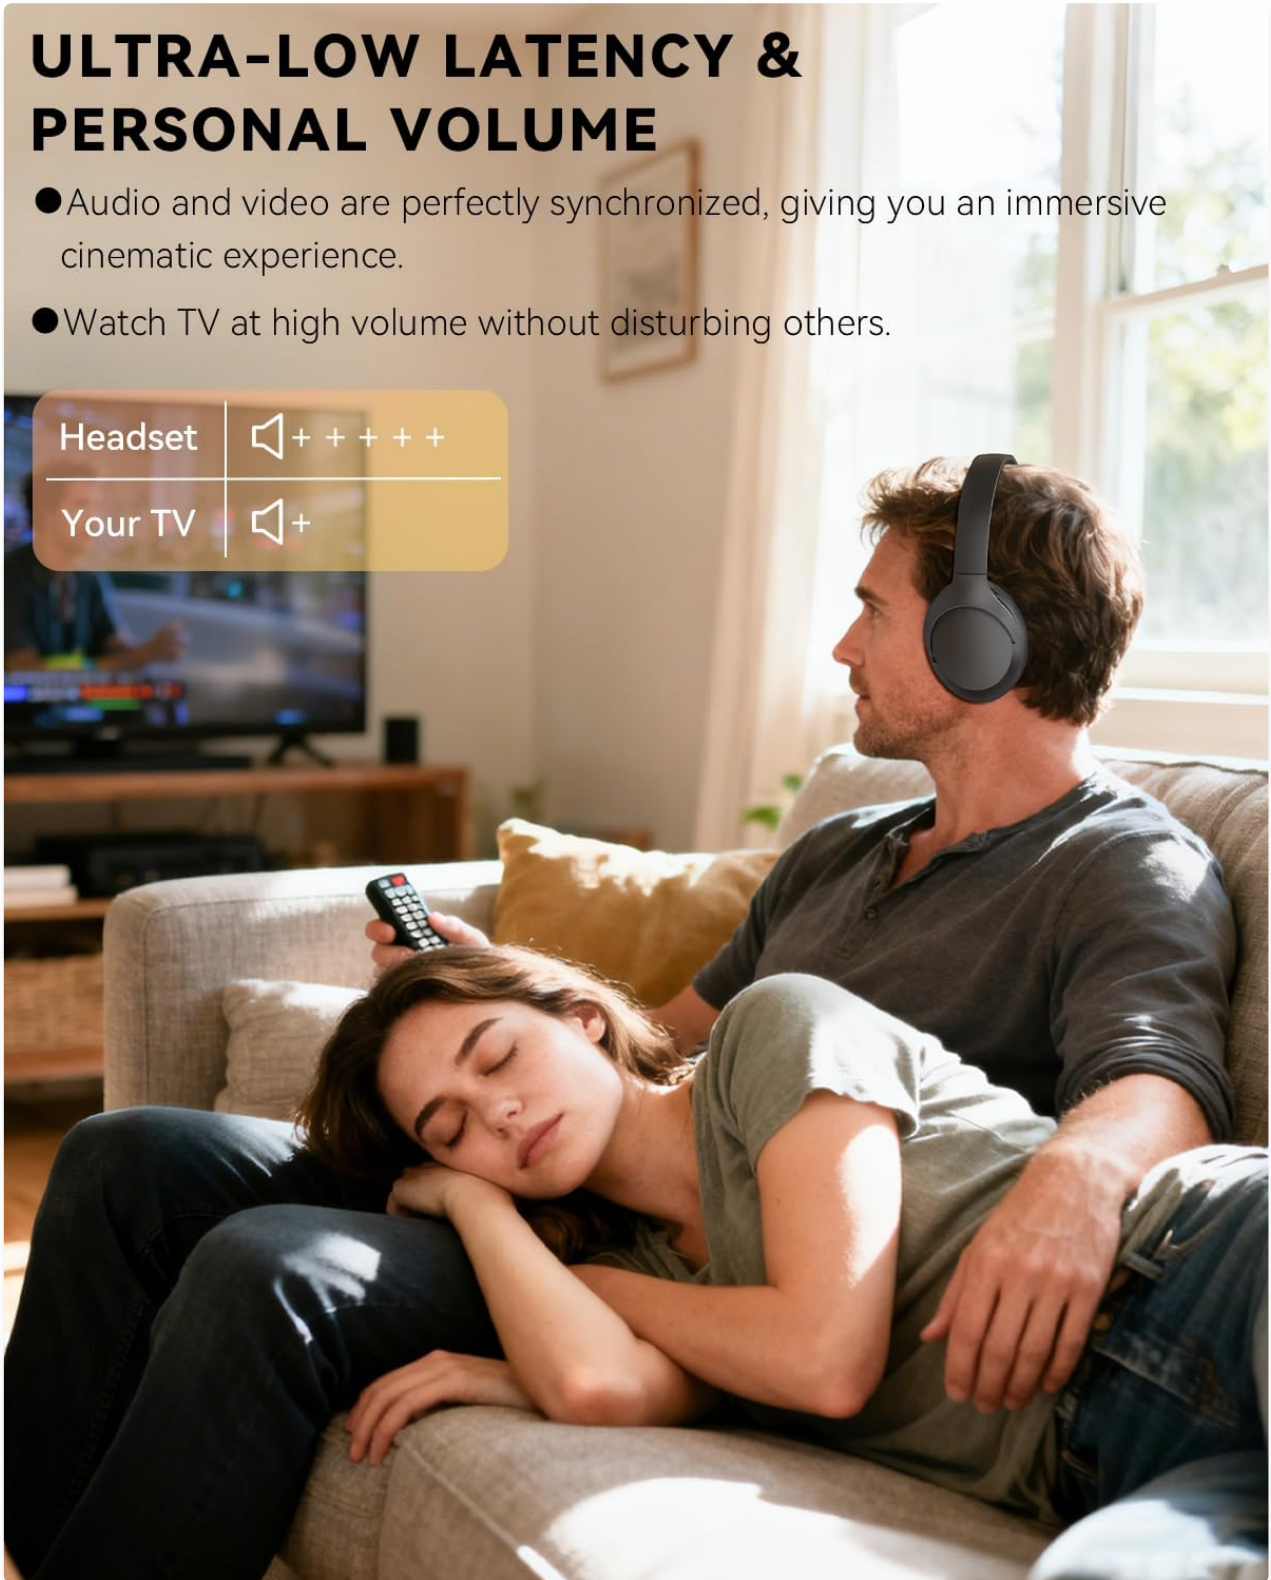 ULTRA-LOW LATENCY &
PERSONAL VOLUME
●Audio and video are perfectly synchronized, giving you an immersive
cinematic experience.
●Watch TV at high volume without disturbing others.
Headset + + + + +
Your TV +